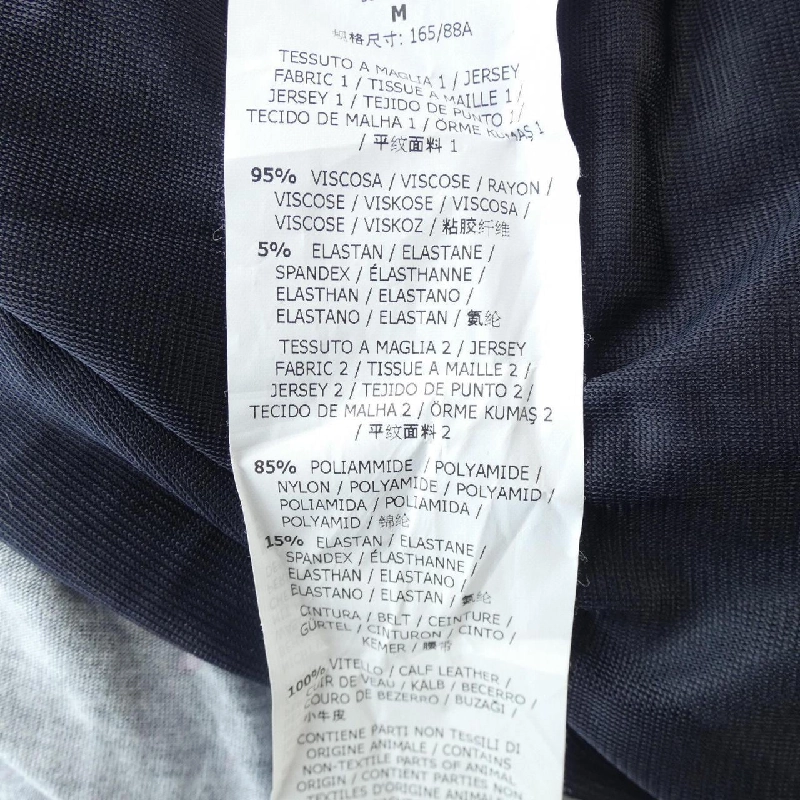 M
规格尺寸: 165/88A
TESSUTO A MAGLIA 1 / JERSEY
FABRIC 1 / TISSUE A MAILLE 1 /
JERSEY 1 / TEJIDO DE PUNTO 1 /
TECIDO DE MALHA 1 / ÖRME KUMAŞ 1
/ 平纹面料 1
95% VISCOSA / VISCOSE / RAYON /
VISCOSE / VISKOSE / VISCOSA /
VISCOSE / VISKOZ / 粘胶纤维
5% ELASTAN / ELASTANE /
SPANDEX / ÉLASTHANNE /
ELASTHAN / ELASTANO /
ELASTANO / ELASTAN / 氨纶
TESSUTO A MAGLIA 2 / JERSEY
FABRIC 2 / TISSUE A MAILLE 2 /
JERSEY 2 / TEJIDO DE PUNTO 2 /
TECIDO DE MALHA 2 / ÖRME KUMAŞ 2
/ 平纹面料 2
85% POLIAMMIDE / POLYAMIDE /
NYLON / POLYAMIDE / POLYAMID /
POLIAMIDA / POLIAMIDA /
POLYAMID / 锦纶
15% ELASTAN / ELASTANE /
SPANDEX / ÉLASTHANNE /
ELASTHAN / ELASTANO /
ELASTANO / ELASTAN / 氨纶
CINTURA / BELT / CEINTURE /
GÜRTEL / CINTURON / CINTO /
KEMER / 腰带
100% VITELLO / CALF LEATHER /
CUIR DE VEAU / KALB / BECERRO /
COURO DE BEZERRO / BUZAĞI /
小牛皮
CONTIENE PARTI NON TESSILI DI
ORIGINE ANIMALE / CONTAINS
NON-TEXTILE PARTS OF ANIMAL
ORIGIN / CONTIENT PARTIES NON
TEXTILES D'ORIGINE ANIMALE